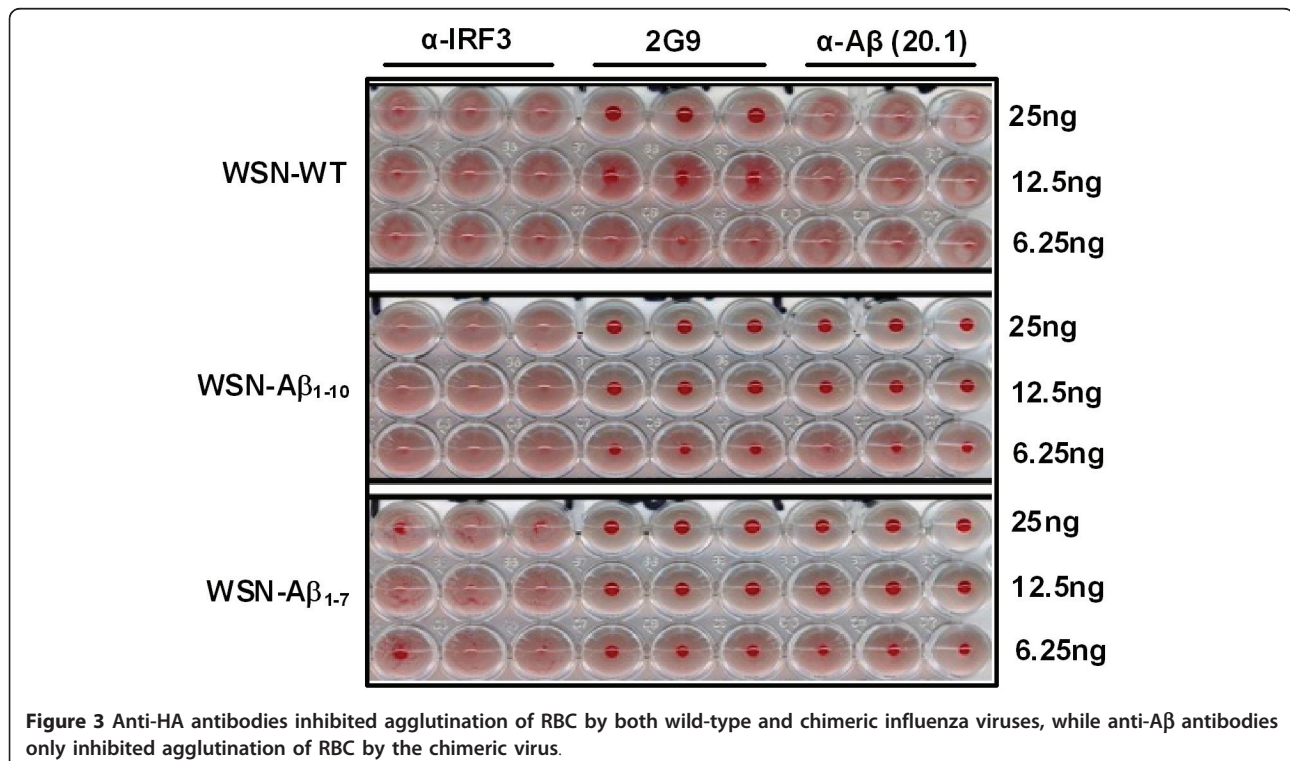 α-IRF3 2G9 α-Aβ (20.1)
WSN-WT
25ng
12.5ng
6.25ng
WSN-Aβ1-10
25ng
12.5ng
6.25ng
WSN-Aβ1-7
25ng
12.5ng
6.25ng
Figure 3 Anti-HA antibodies inhibited agglutination of RBC by both wild-type and chimeric influenza viruses, while anti-Aβ antibodies
only inhibited agglutination of RBC by the chimeric virus.